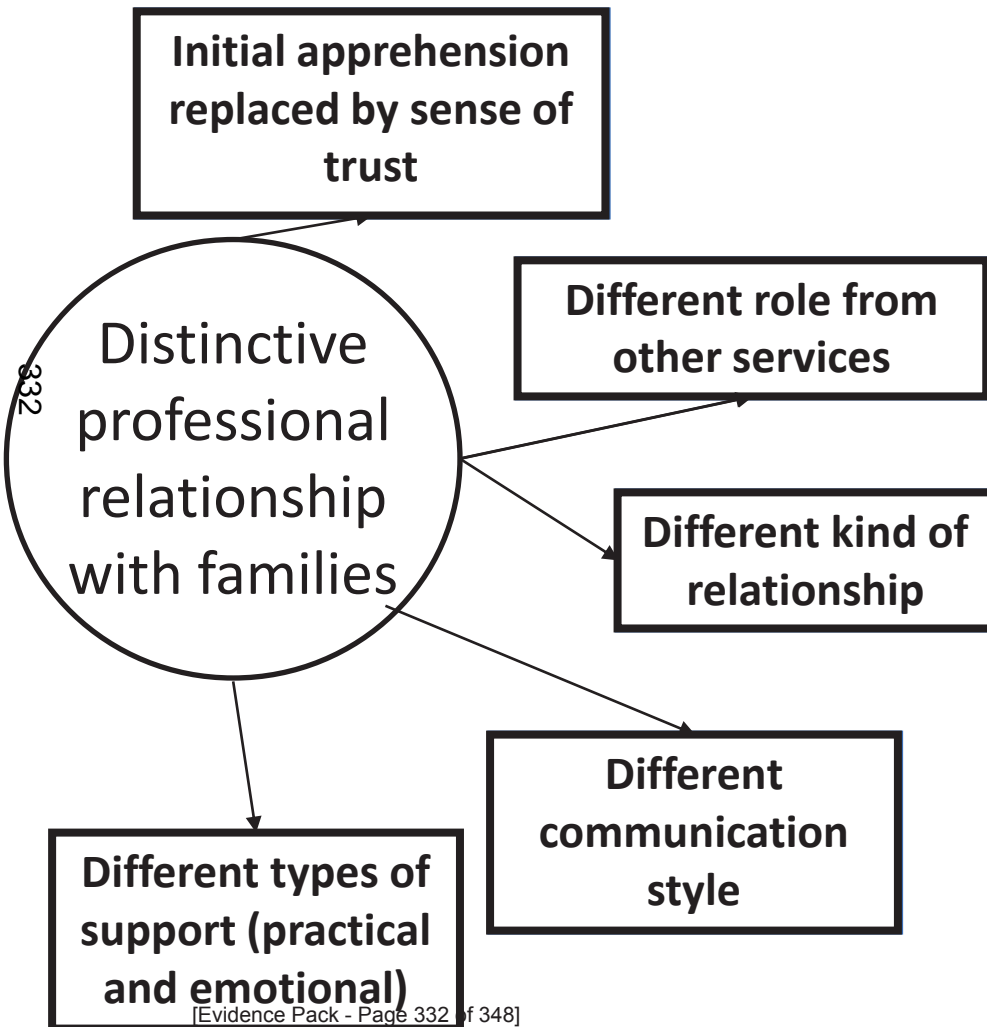 Initial apprehension
replaced by sense of
trust
Different role from
other services
Distinctive
professional
relationship
with families
332
Different kind of
relationship
Different
communication
style
Different types of
support (practical
and emotional)
[Evidence Pack - Page 332 of 348]